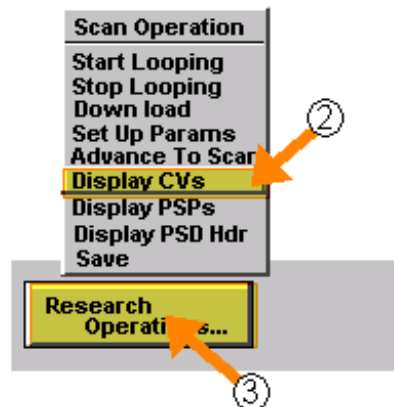 Scan Operation
Start Looping
Stop Looping
Down load
Set Up Params
Advance To Scan
Display CVs
Display PSPs
Display PSD Hdr
Save
Research
Operations...
②
③